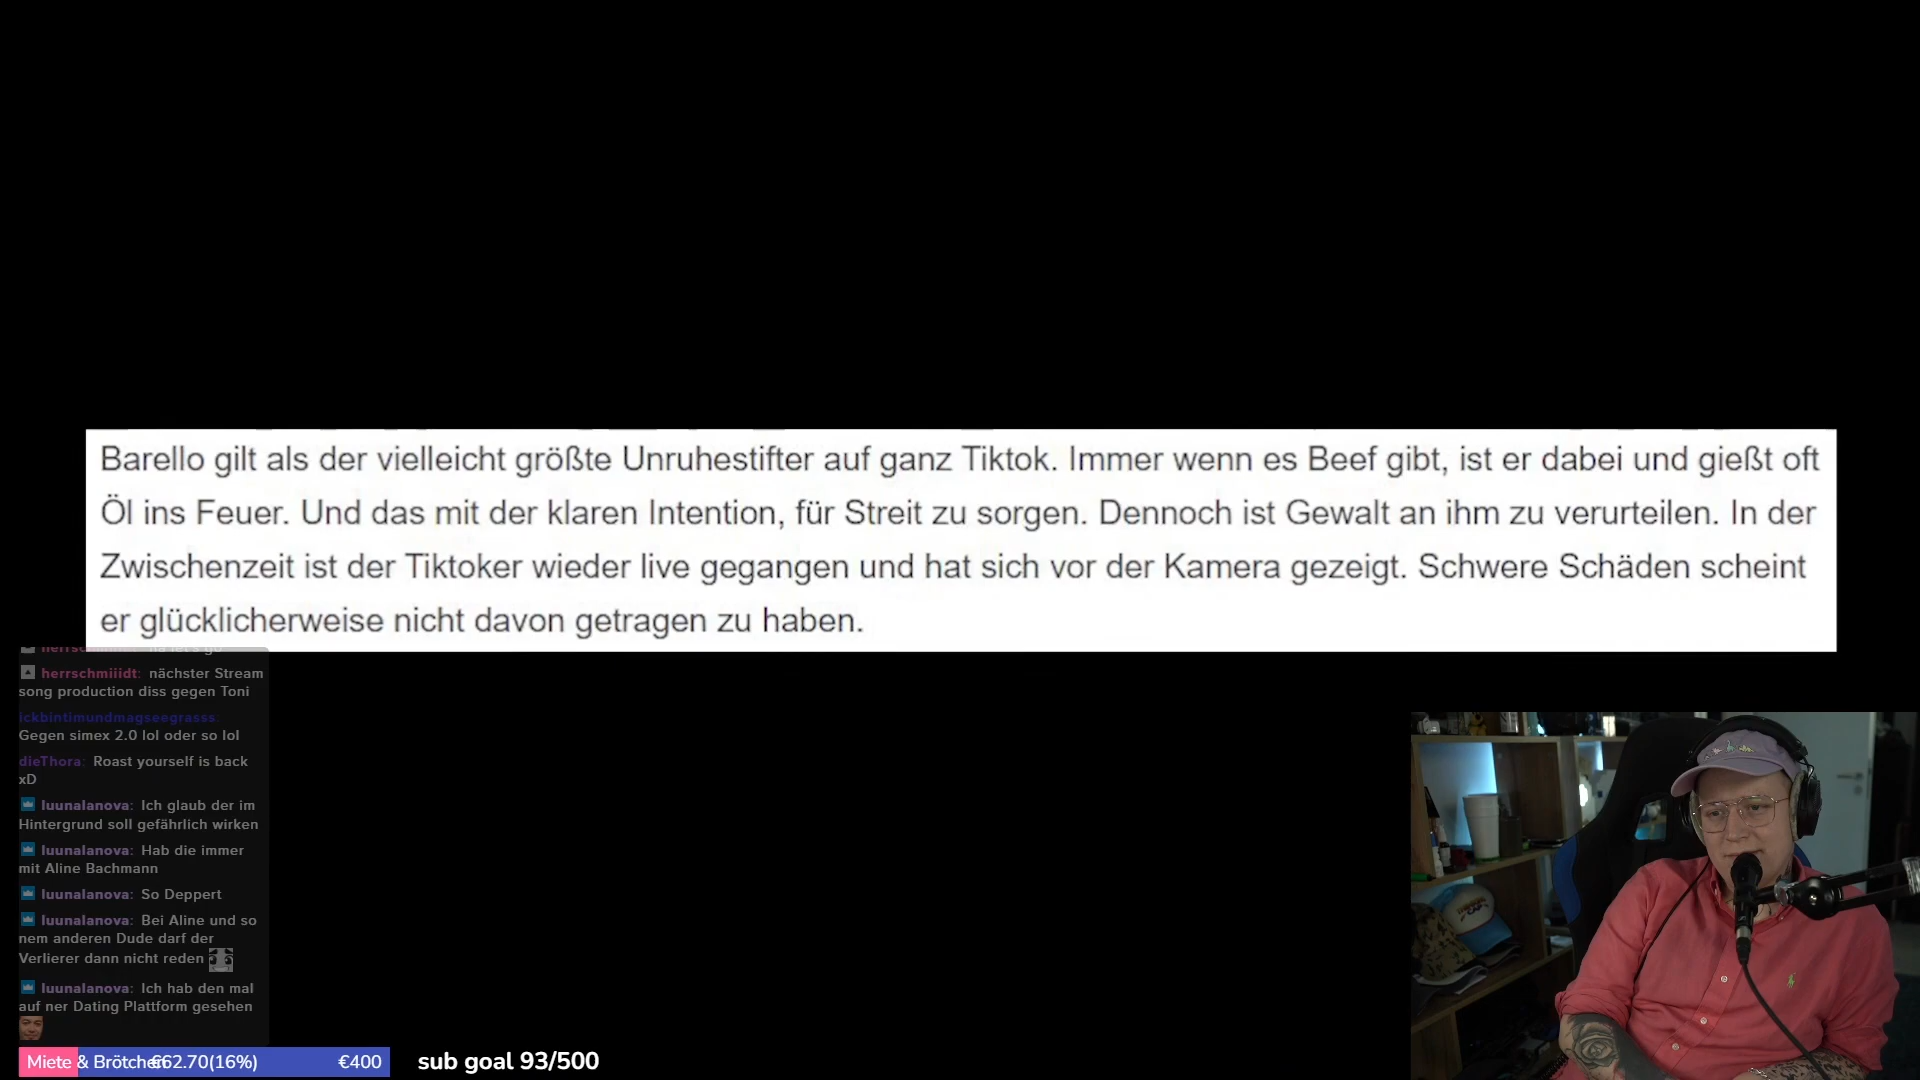 Barello gilt als der vielleicht größte Unruhestifter auf ganz Tiktok. Immer wenn es Beef gibt, ist er dabei und gießt oft
Öl ins Feuer. Und das mit der klaren Intention, für Streit zu sorgen. Dennoch ist Gewalt an ihm zu verurteilen. In der
Zwischenzeit ist der Tiktoker wieder live gegangen und hat sich vor der Kamera gezeigt. Schwere Schäden scheint
er glücklicherweise nicht davon getragen zu haben.
herrschmiiidt: nächster Stream
song production diss gegen Toni
ickbintimundmagseegrasss:
Gegen simex 2.0 lol oder so lol
dieThora: Roast yourself is back
xD
luunalanova: Ich glaub der im
Hintergrund soll gefährlich wirken
luunalanova: Hab die immer
mit Aline Bachmann
luunalanova: So Deppert
luunalanova: Bei Aline und so
nem anderen Dude darf der
Verlierer dann nicht reden
luunalanova: Ich hab den mal
auf ner Dating Plattform gesehen
Miete & Brötchen €62.70(16%) €400
sub goal 93/500